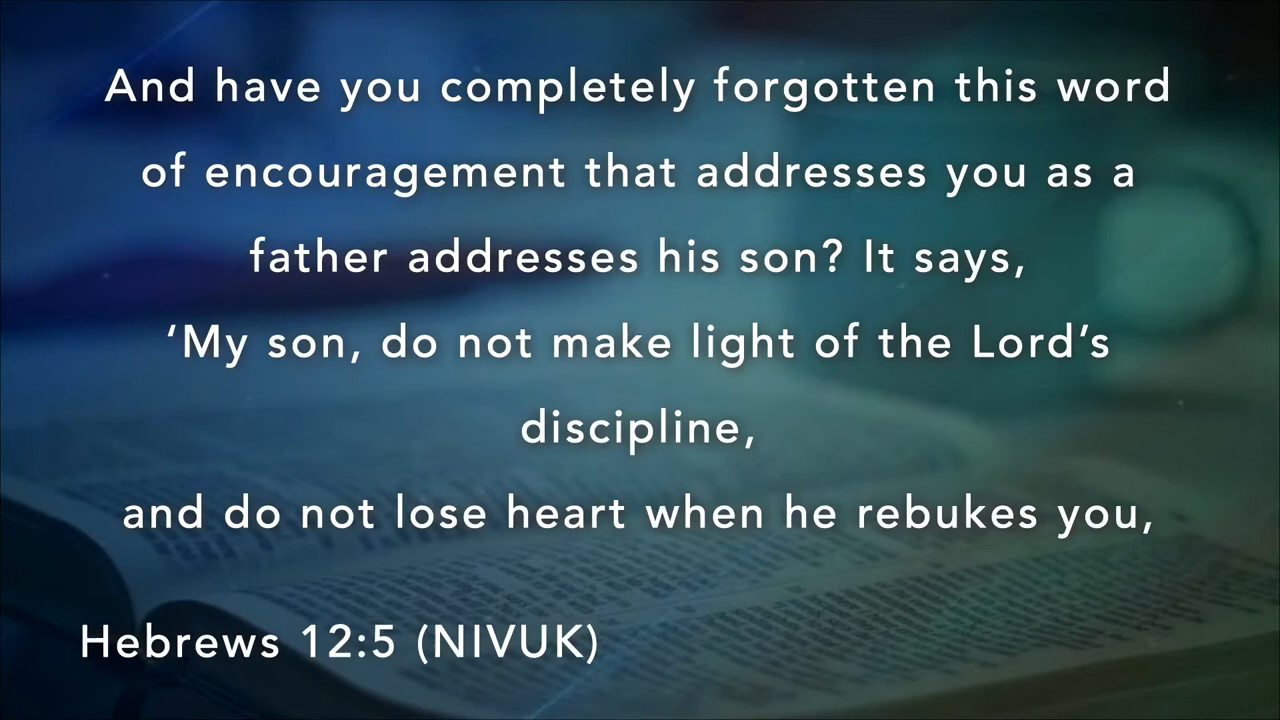 And have you completely forgotten this word
of encouragement that addresses you as a
father addresses his son? It says,
‘My son, do not make light of the Lord’s
discipline,
and do not lose heart when he rebukes you,
Hebrews 12:5 (NIVUK)